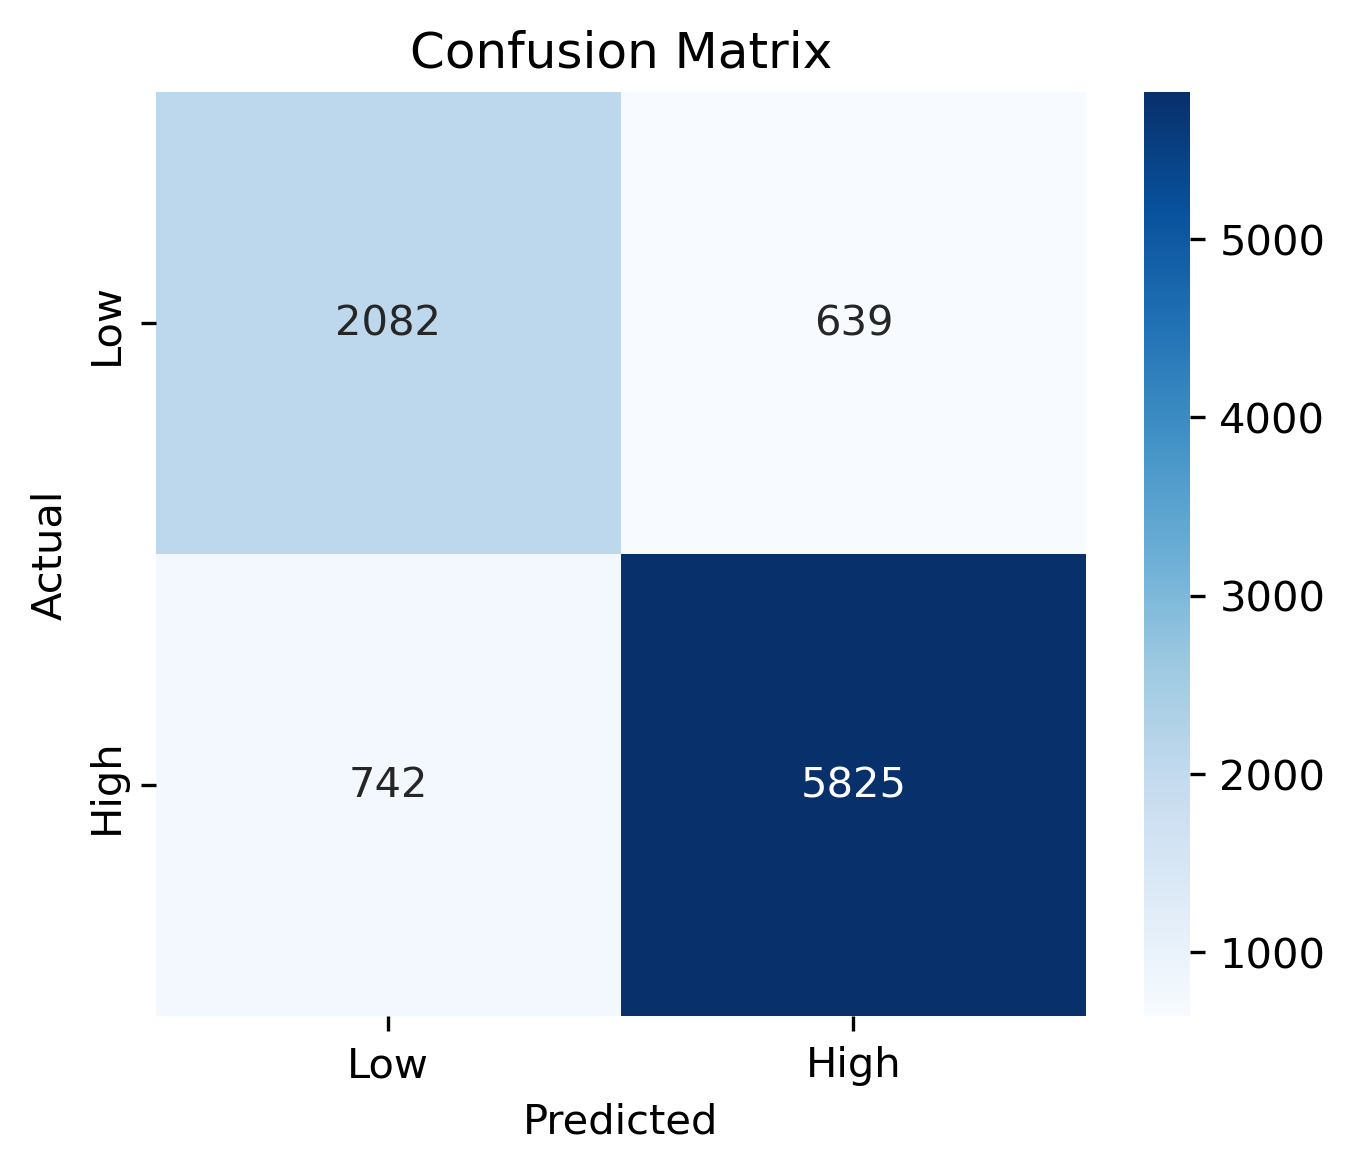 Confusion Matrix
Actual
Low
2082
639
High
742
5825
Low
High
Predicted
5000
4000
3000
2000
1000